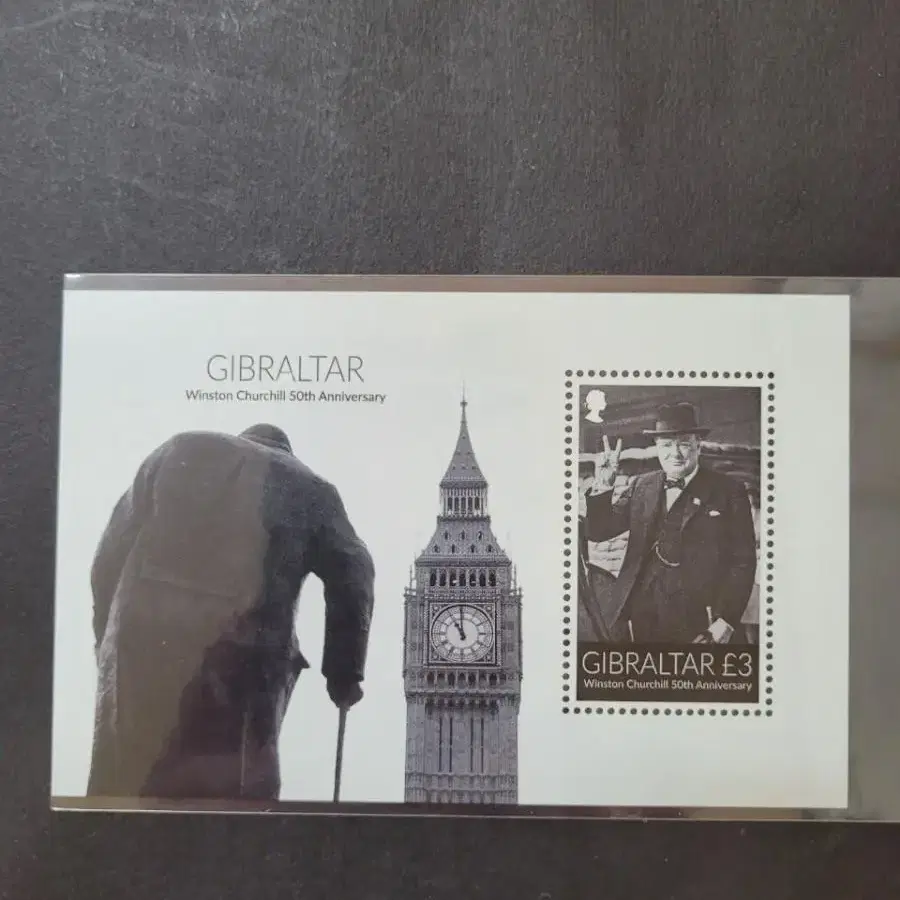 GIBRALTAR
Winston Churchill 50th Anniversary
GIBRALTAR £3
Winston Churchill 50th Anniversary